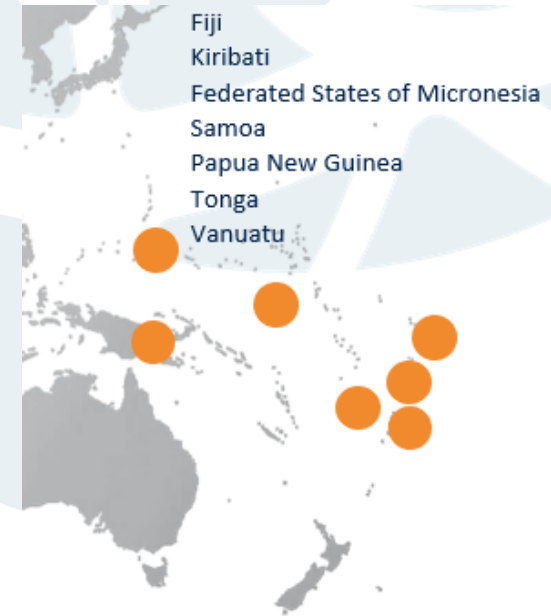 Fiji
Kiribati
Federated States of Micronesia
Samoa
Papua New Guinea
Tonga
Vanuatu